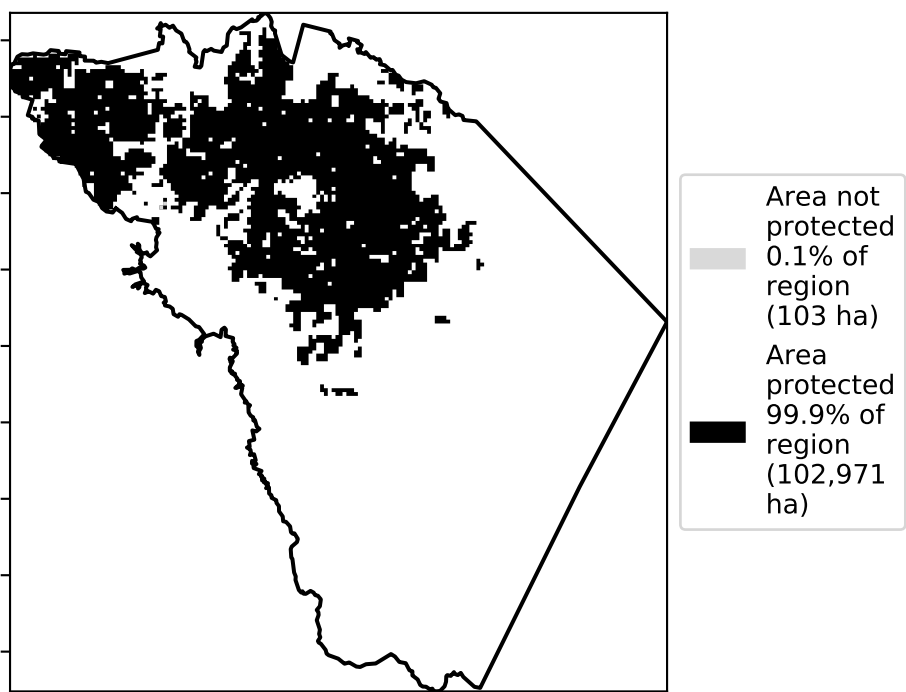 Area not
protected
0.1% of
region
(103 ha)
Area
protected
99.9% of
region
(102,971
ha)